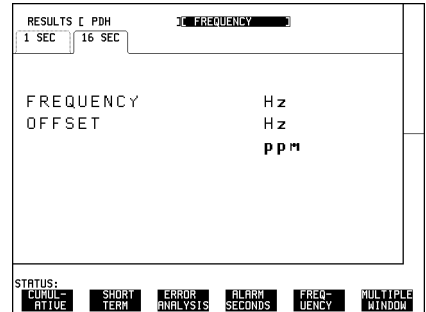 RESULTS [ PDH ][ FREQUENCY ]
1 SEC 16 SEC
FREQUENCY Hz
OFFSET Hz
ppm
STATUS:
CUMUL-ATIVE SHORT TERM ERROR ANALYSIS ALARM SECONDS FREQ-UENCY MULTIPLE WINDOW